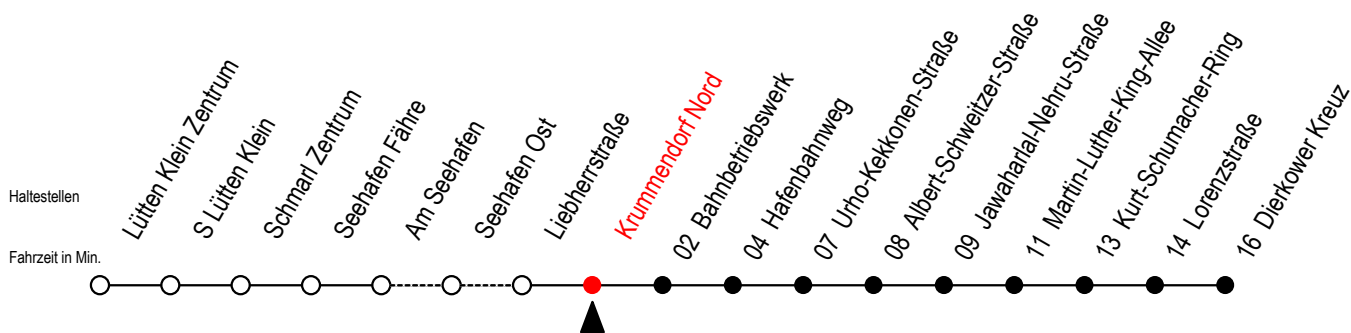 Haltestellen
Lütten Klein Zentrum
S Lütten Klein
Schmarl Zentrum
Seehafen Fähre
Am Seehafen
Seehafen Ost
Liebherrstraße
Krummendorf Nord
02 Bahnbetriebswerk
04 Hafenbahnweg
07 Urho-Kekkonen-Straße
08 Albert-Schweitzer-Straße
09 Jawaharlal-Nehru-Straße
11 Martin-Luther-King-Allee
13 Kurt-Schumacher-Ring
14 Lorenzstraße
16 Dierkower Kreuz
Fahrzeit in Min.